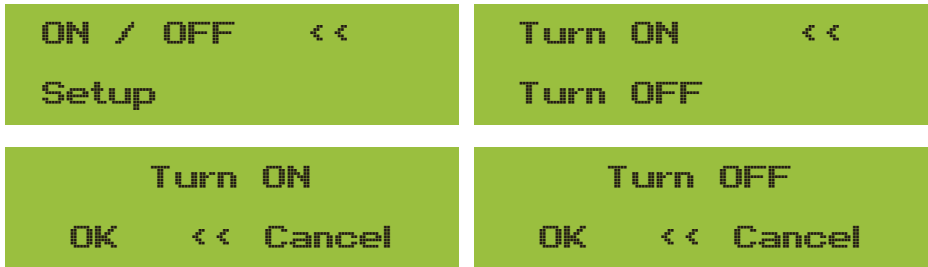 ON / OFF <<
Setup
Turn ON <<
Turn OFF
Turn ON
OK << Cancel
Turn OFF
OK << Cancel